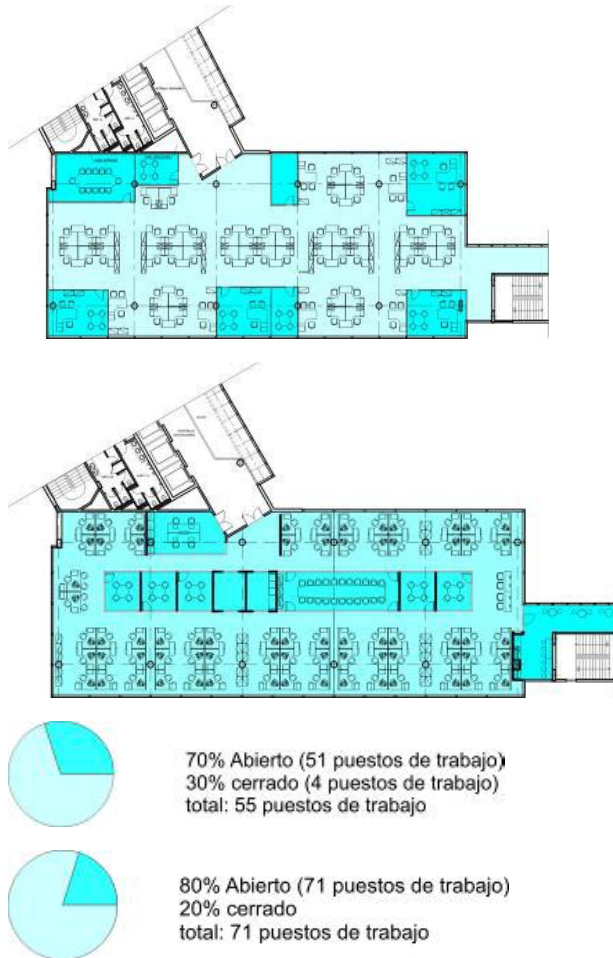 70% Abierto (51 puestos de trabajo)
30% cerrado (4 puestos de trabajo)
total: 55 puestos de trabajo
80% Abierto (71 puestos de trabajo)
20% cerrado
total: 71 puestos de trabajo